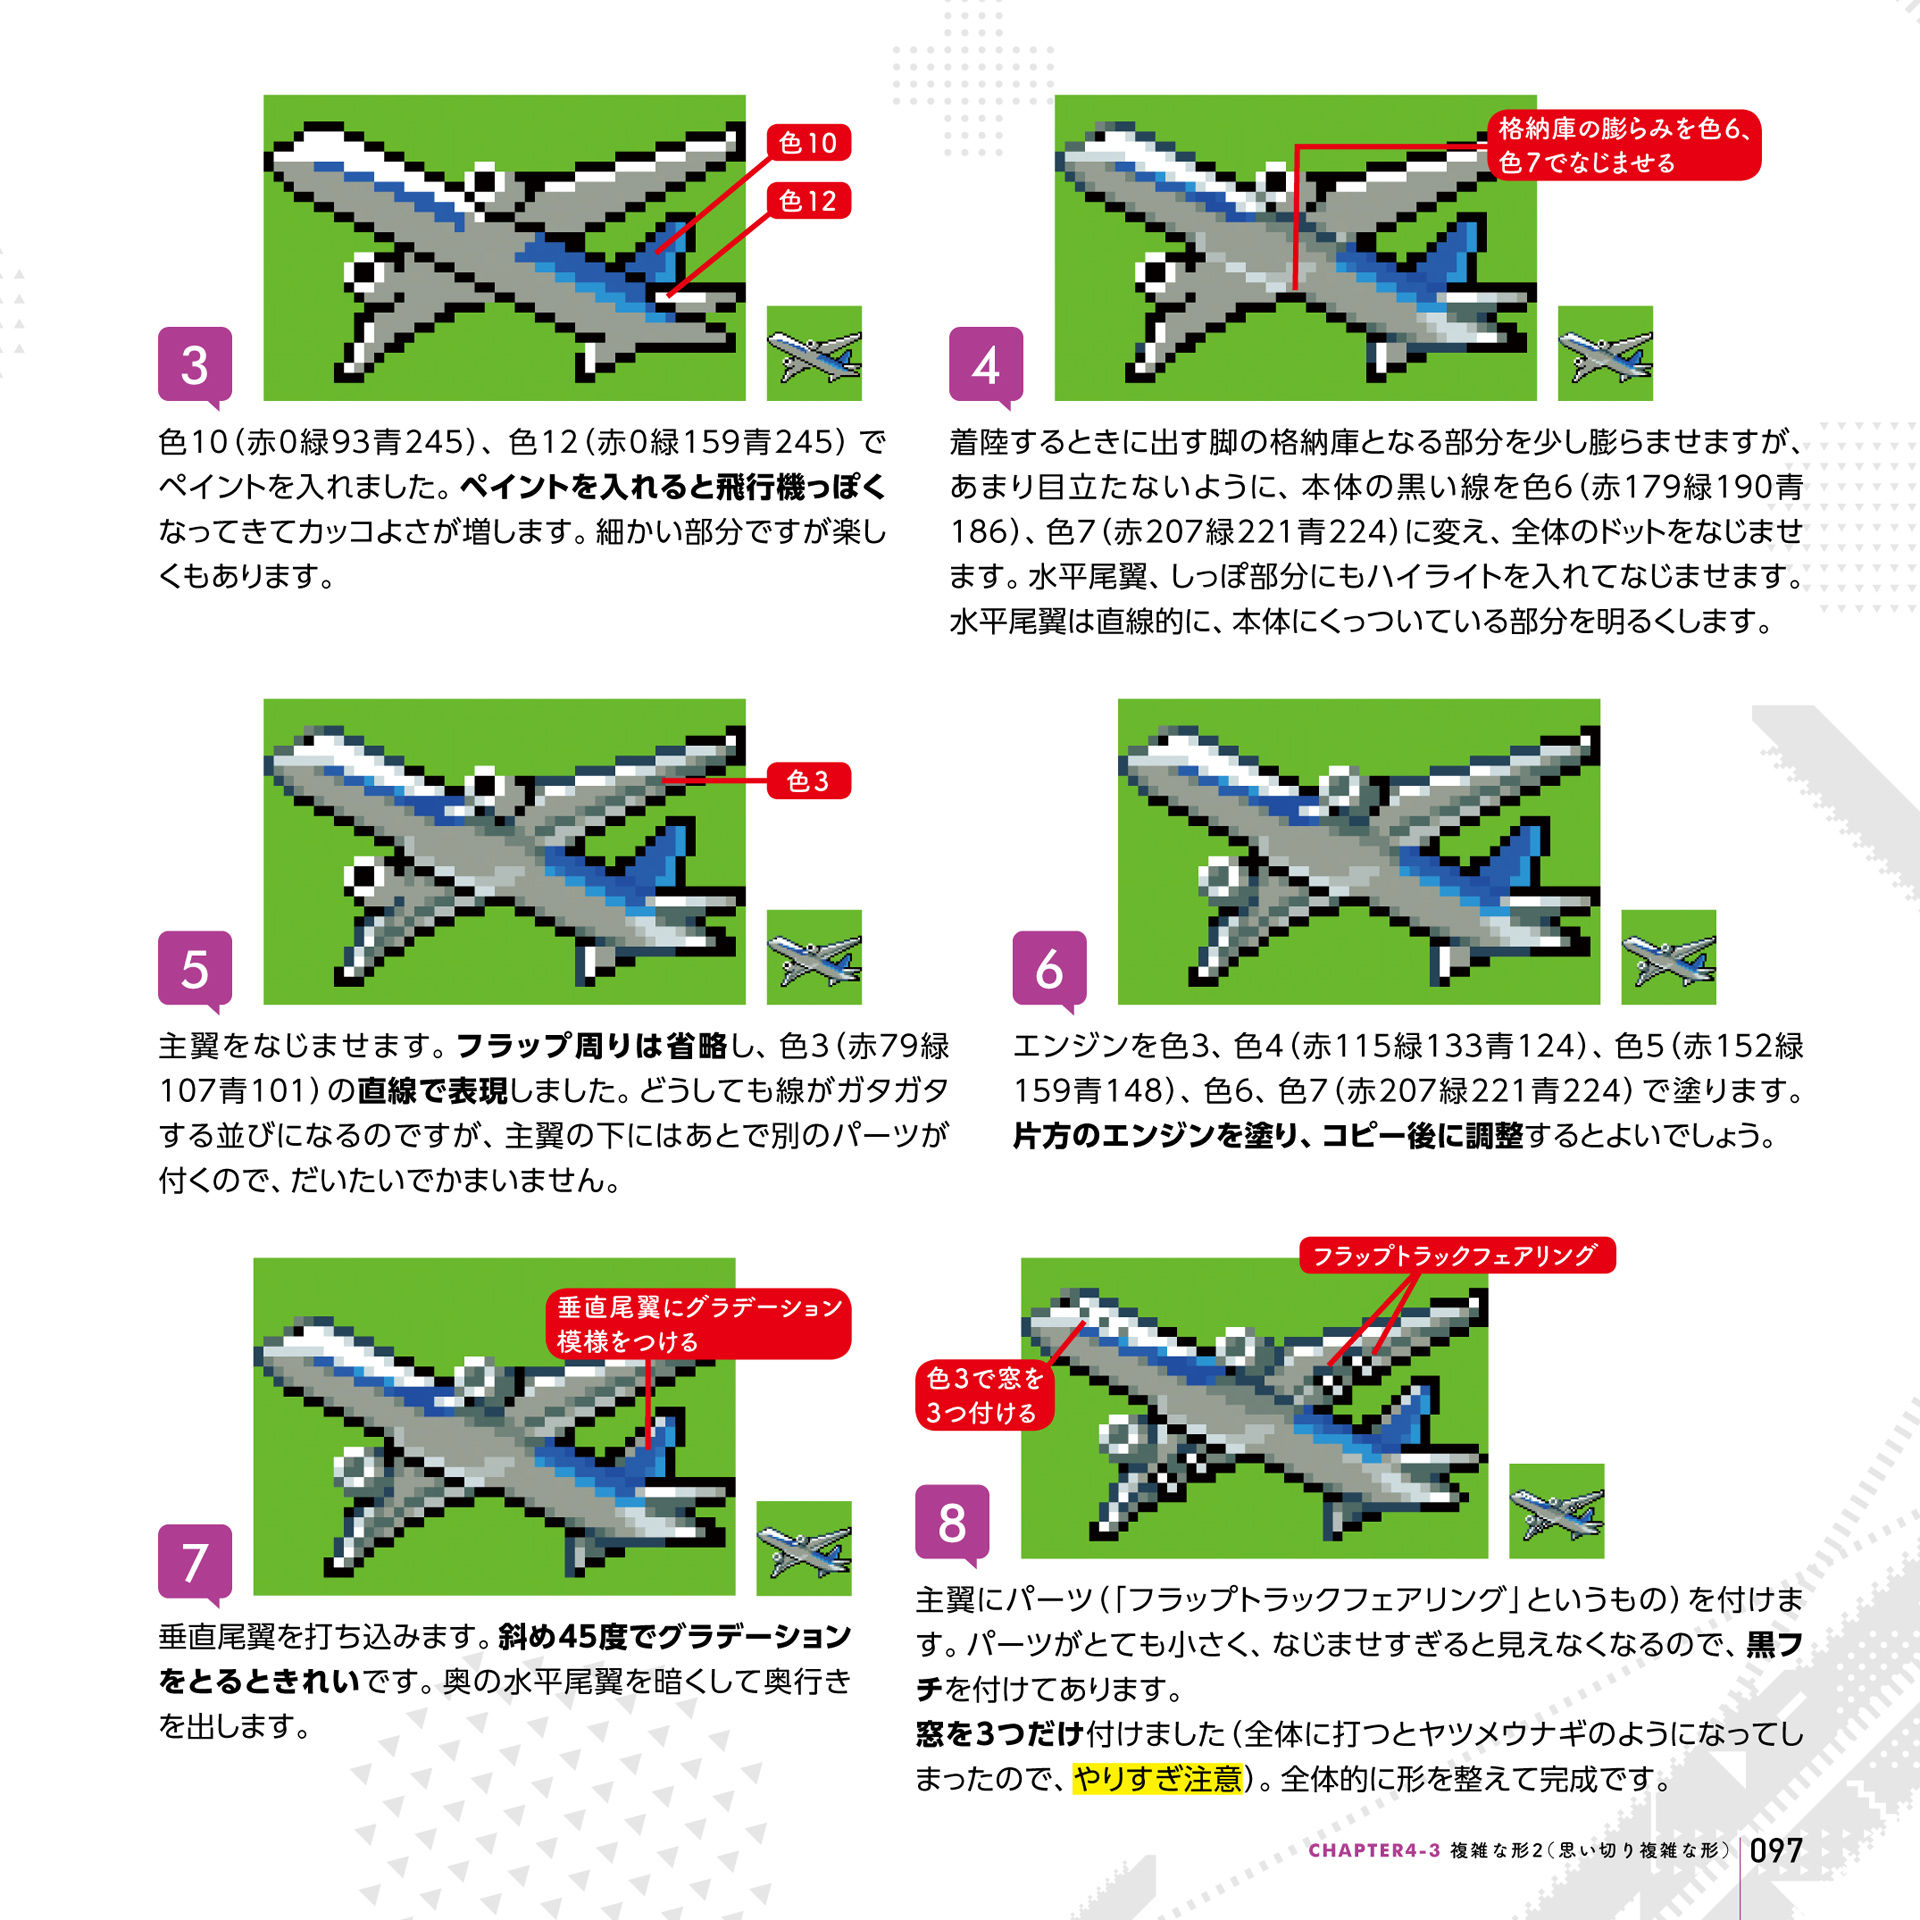 色10
色12
3
色10（赤0緑93青245）、色12（赤0緑159青245）で
ペイントを入れました。ペイントを入れると飛行機っぽく
なってきてカッコよさが増します。細かい部分ですが楽し
くもあります。
格納庫の膨らみを色6、
色7でなじませる
4
着陸するときに出す脚の格納庫となる部分を少し膨らませますが、
あまり目立たないように、本体の黒い線を色6（赤179緑190青
186）、色7（赤207緑221青224）に変え、全体のドットをなじませ
ます。水平尾翼、しっぽ部分にもハイライトを入れてなじませます。
水平尾翼は直線的に、本体にくっついている部分を明るくします。
色3
5
主翼をなじませます。フラップ周りは省略し、色3（赤79緑
107青101）の直線で表現しました。どうしても線がガタガタ
する並びになるのですが、主翼の下にはあとで別のパーツが
付くので、だいたいでかまいません。
6
エンジンを色3、色4（赤115緑133青124）、色5（赤152緑
159青148）、色6、色7（赤207緑221青224）で塗ります。
片方のエンジンを塗り、コピー後に調整するとよいでしょう。
垂直尾翼にグラデーション
模様をつける
7
垂直尾翼を打ち込みます。斜め45度でグラデーション
をとるときれいです。奥の水平尾翼を暗くして奥行き
を出します。
フラップトラックフェアリング
色3で窓を
3つ付ける
8
主翼にパーツ（「フラップトラックフェアリング」というもの）を付けま
す。パーツがとても小さく、なじませすぎると見えなくなるので、黒フ
チを付けてあります。
窓を3つだけ付けました（全体に打つとヤツメウナギのようになってし
まったので、やりすぎ注意）。全体的に形を整えて完成です。
CHAPTER4-3 複雑な形2（思い切り複雑な形） 097